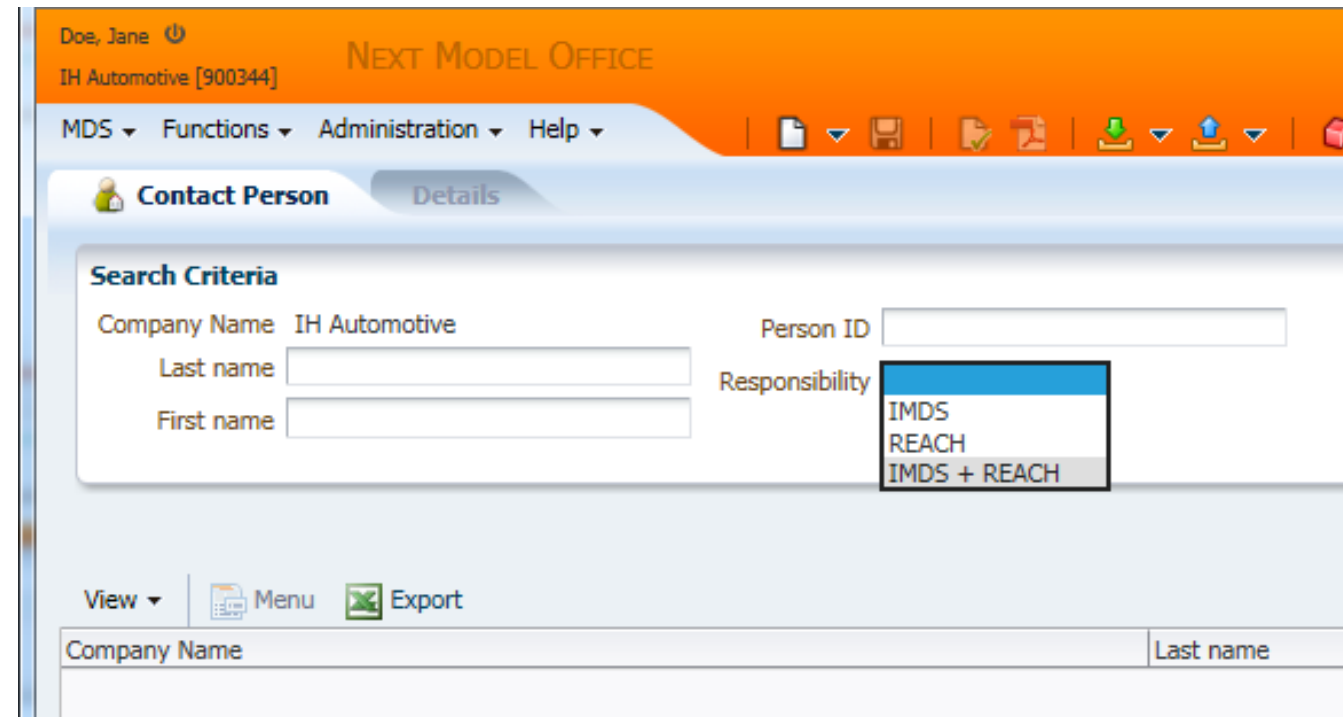 Doe, Jane
NEXT MODEL OFFICE
IH Automotive [900344]
MDS Functions Administration Help
Contact Person Details
Search Criteria
Company Name IH Automotive
Person ID
Last name
Responsibility
First name
IMDS
REACH
IMDS + REACH
View Menu Export
Company Name Last name